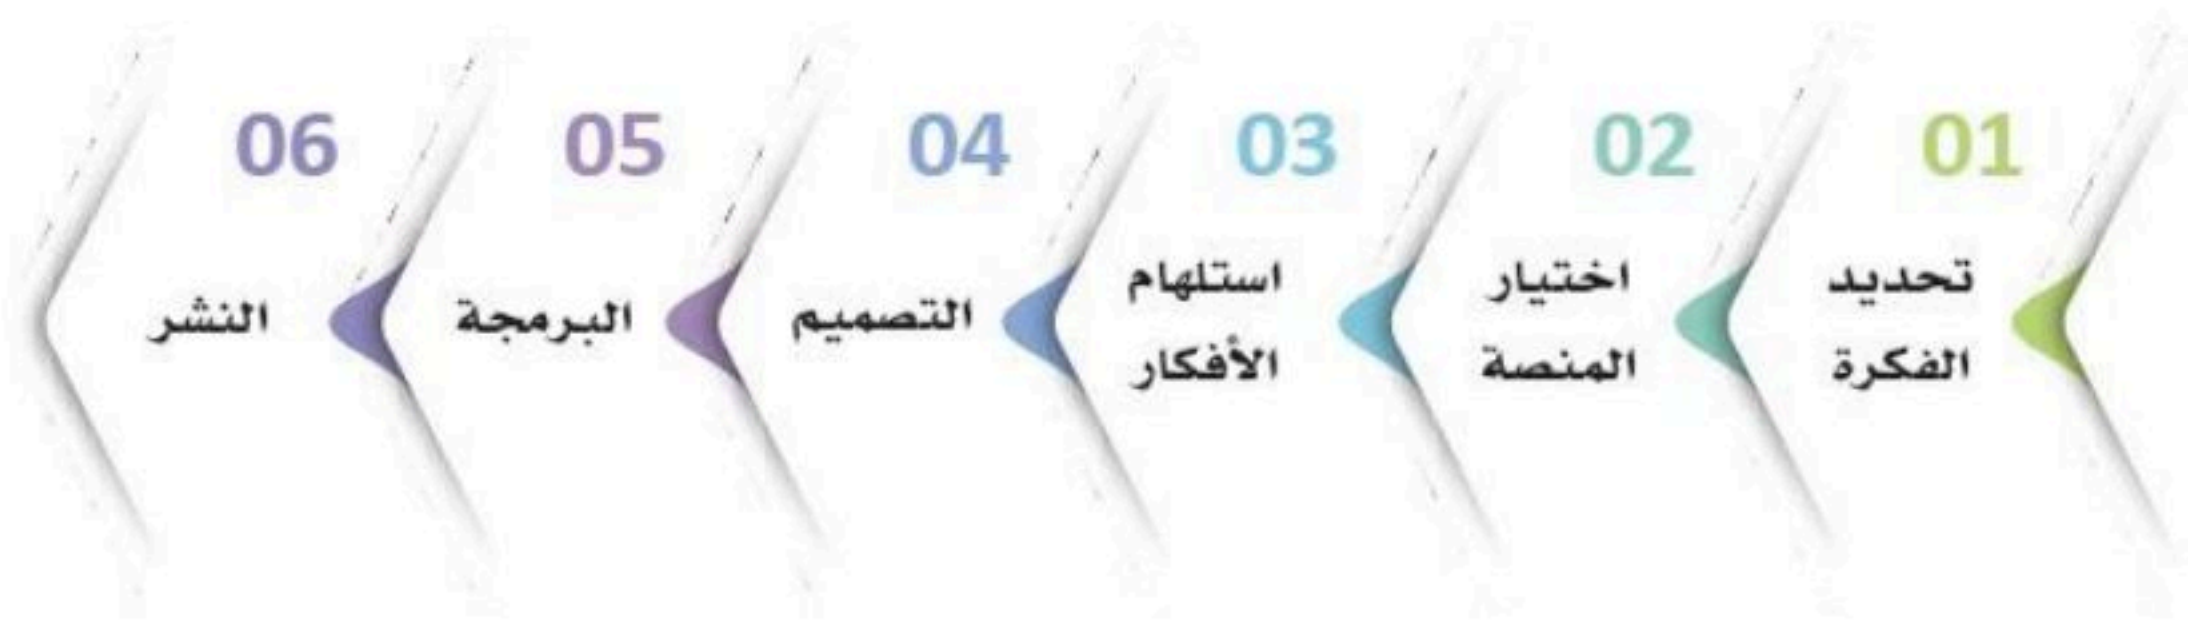 01
تحديد
الفكرة
02
اختيار
المنصة
03
استلهام
الأفكار
04
التصميم
05
البرمجة
06
النشر